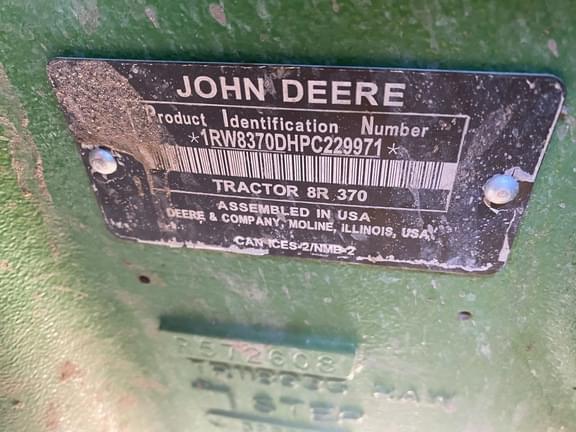 JOHN DEERE
Product Identification Number
*1RW8370DHPC229971*
TRACTOR 8R 370
ASSEMBLED IN USA
DEERE & COMPANY, MOLINE, ILLINOIS, USA
CAN ICES-2/NMB-2
R512608